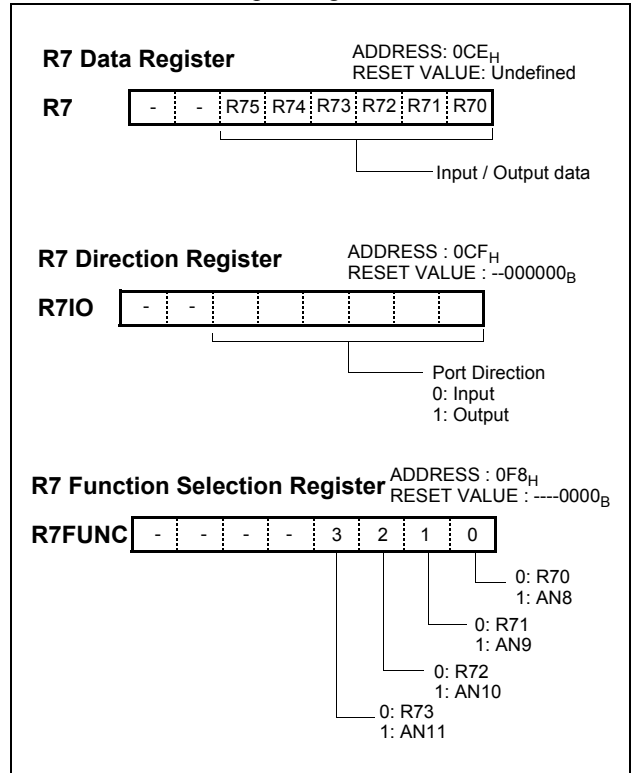 R7 Data Register
ADDRESS: 0CEH
RESET VALUE: Undefined
R7 - - R75 R74 R73 R72 R71 R70
Input / Output data
R7 Direction Register
ADDRESS : 0CFH
RESET VALUE : --000000B
R7IO - -
Port Direction
0: Input
1: Output
R7 Function Selection Register
ADDRESS : 0F8H
RESET VALUE : ----0000B
R7FUNC - - - - 3 2 1 0
0: R70
1: AN8
0: R71
1: AN9
0: R72
1: AN10
0: R73
1: AN11